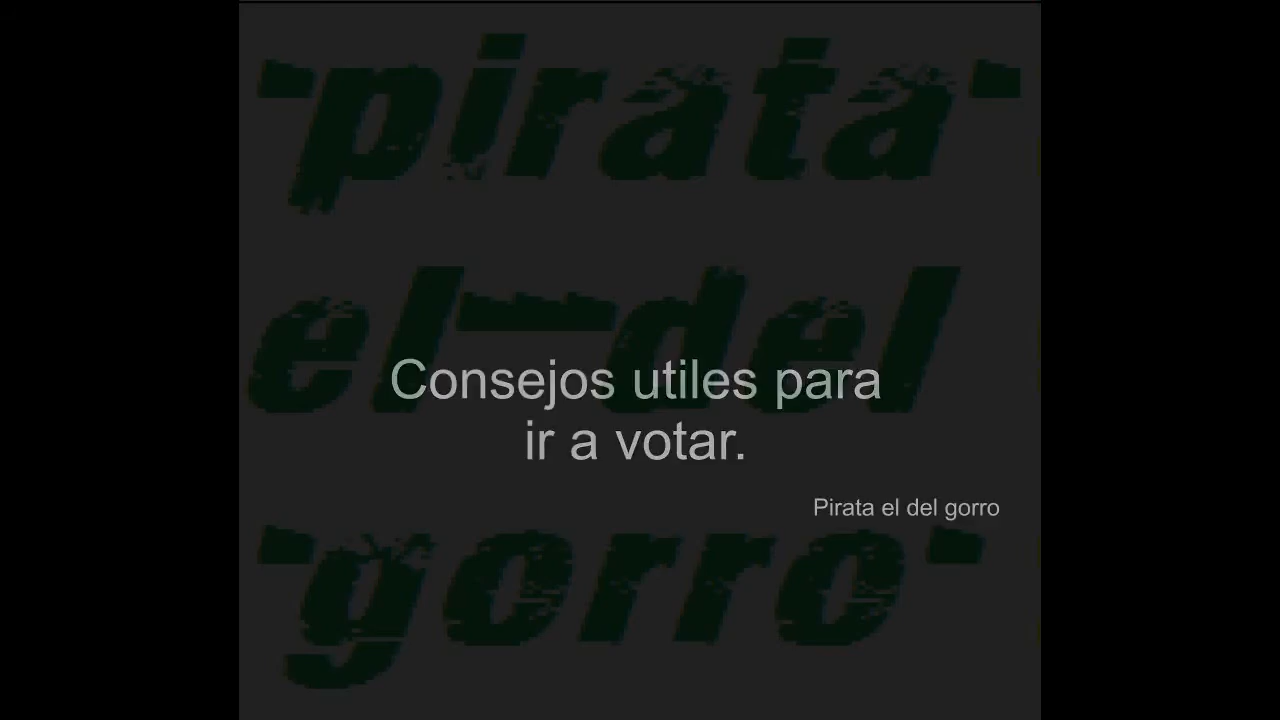 -pirata-
el-del
Consejos utiles para
ir a votar.
Pirata el del gorro
-gorro-